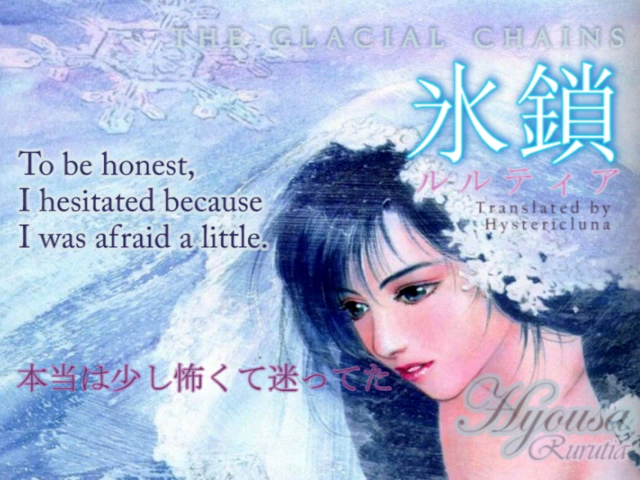 THE GLACIAL CHAINS
氷鎖
ルルティア
Translated by
Hystericluna
To be honest,
I hesitated because
I was afraid a little.
本当は少し怖くて迷ってた
Hyousa
Rurutia